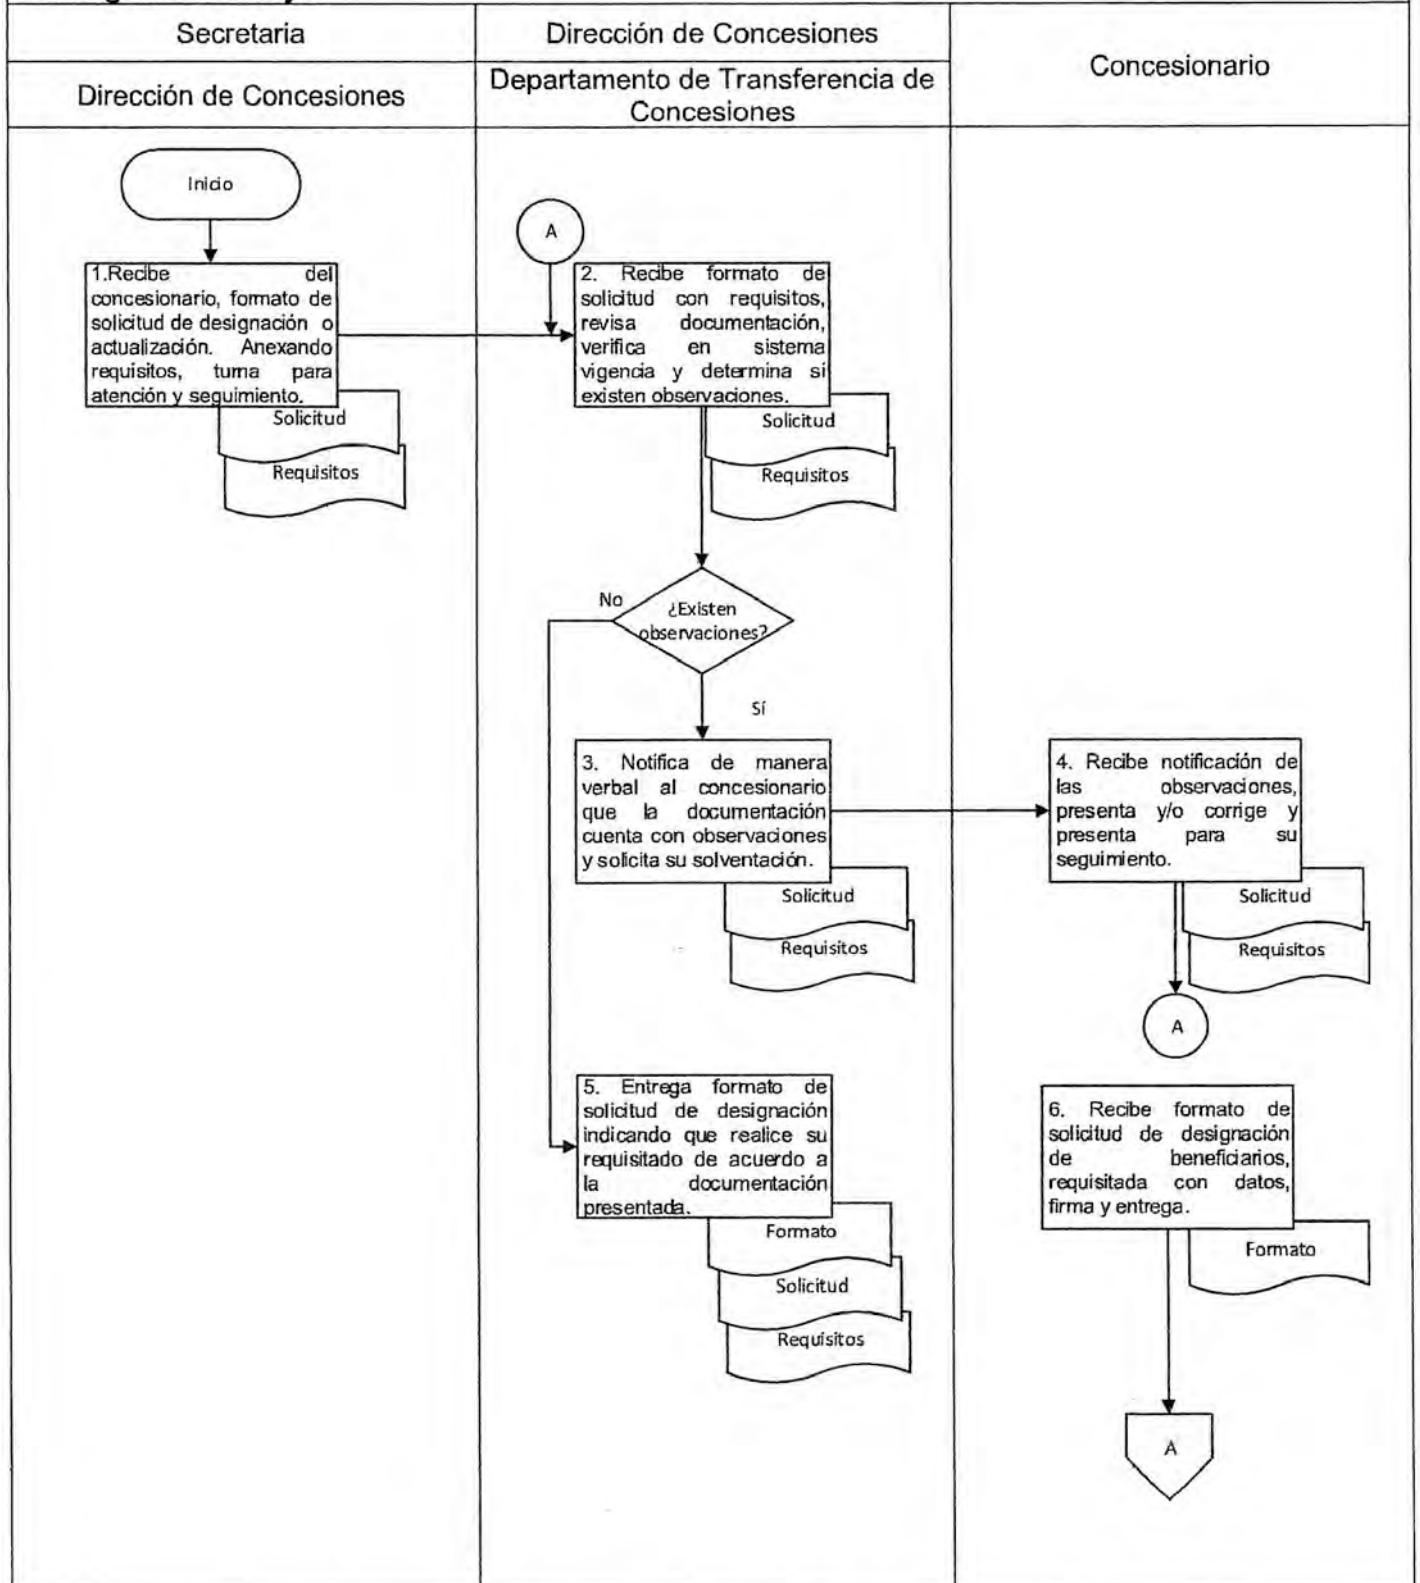 Secretaria
Dirección de Concesiones
Concesionario
Dirección de Concesiones
Departamento de Transferencia de
Concesiones
Inicio
A
1.Recibe del
concesionario, formato de
solicitud de designación o
actualización. Anexando
requisitos, turna para
atención y seguimiento.
Solicitud
Requisitos
2. Recibe formato de
solicitud con requisitos,
revisa documentación,
verifica en sistema
vigencia y determina si
existen observaciones.
Solicitud
Requisitos
¿Existen
observaciones?
No
Sí
3. Notifica de manera
verbal al concesionario
que la documentación
cuenta con observaciones
y solicita su solventación.
Solicitud
Requisitos
4. Recibe notificación de
las observaciones,
presenta y/o corrige y
presenta para su
seguimiento.
Solicitud
Requisitos
A
5. Entrega formato de
solicitud de designación
indicando que realice su
requisitado de acuerdo a
la documentación
presentada.
Formato
Solicitud
Requisitos
6. Recibe formato de
solicitud de designación
de beneficiarios,
requisitada con datos,
firma y entrega.
Formato
A